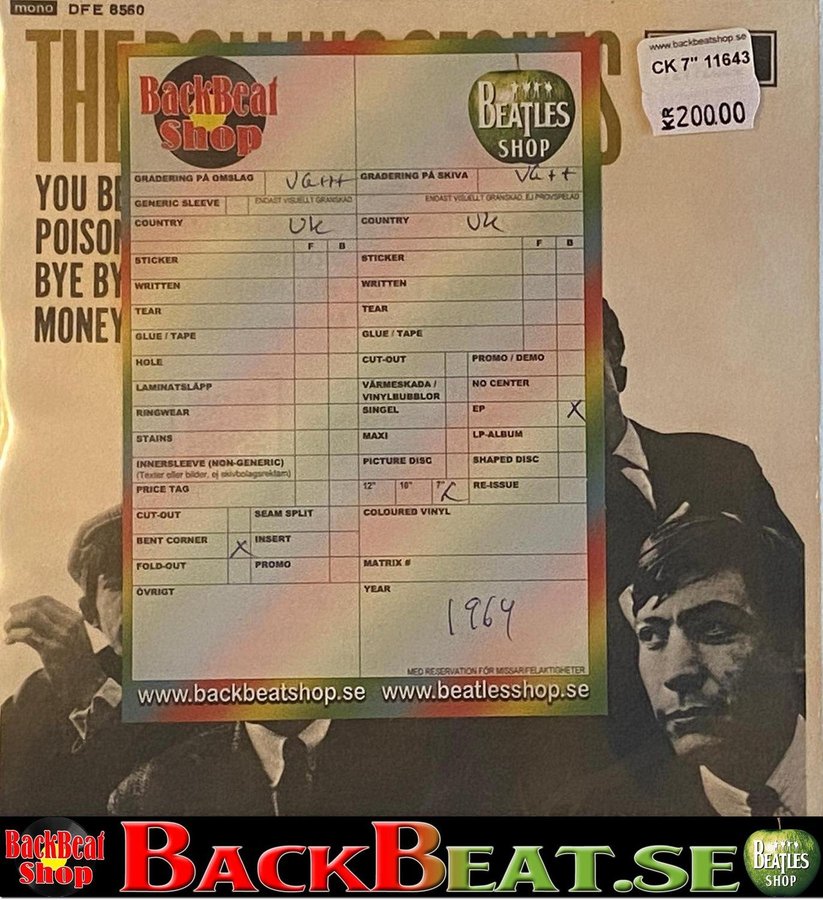 mono DFE 8560
THE ROLLING STONES
www.backbeatshop.se
CK 7" 11643
KR 200.00
YOU BE
POISON
BYE BY
MONEY
BackBeat
Shop
BEATLES
SHOP
GRADERING PÅ OMSLAG VG+++ GRADERING PÅ SKIVA VG++
GENERIC SLEEVE ENDAST VISUELLT GRANSKAD ENDAST VISUELLT GRANSKAD, EJ PROVSPELAD
COUNTRY UK COUNTRY UK
F B F B
STICKER STICKER
WRITTEN WRITTEN
TEAR TEAR
GLUE / TAPE GLUE / TAPE
HOLE CUT-OUT PROMO / DEMO
LAMINATSLÄPP VÄRMESKADA / VINYLBUBBLOR NO CENTER
RINGWEAR SINGEL EP X
STAINS MAXI LP-ALBUM
INNERSLEEVE (NON-GENERIC) PICTURE DISC SHAPED DISC
(Texter eller bilder, ej skivbolagsreklam)
PRICE TAG 12" 10" 7" X RE-ISSUE
CUT-OUT SEAM SPLIT COLOURED VINYL
BENT CORNER X INSERT
FOLD-OUT PROMO MATRIX #
ÖVRIGT YEAR
1964
MED RESERVATION FÖR MISSAR/FELAKTIGHETER
www.backbeatshop.se www.beatlesshop.se
BackBeat
Shop
BACKBEAT.SE
BEATLES
SHOP